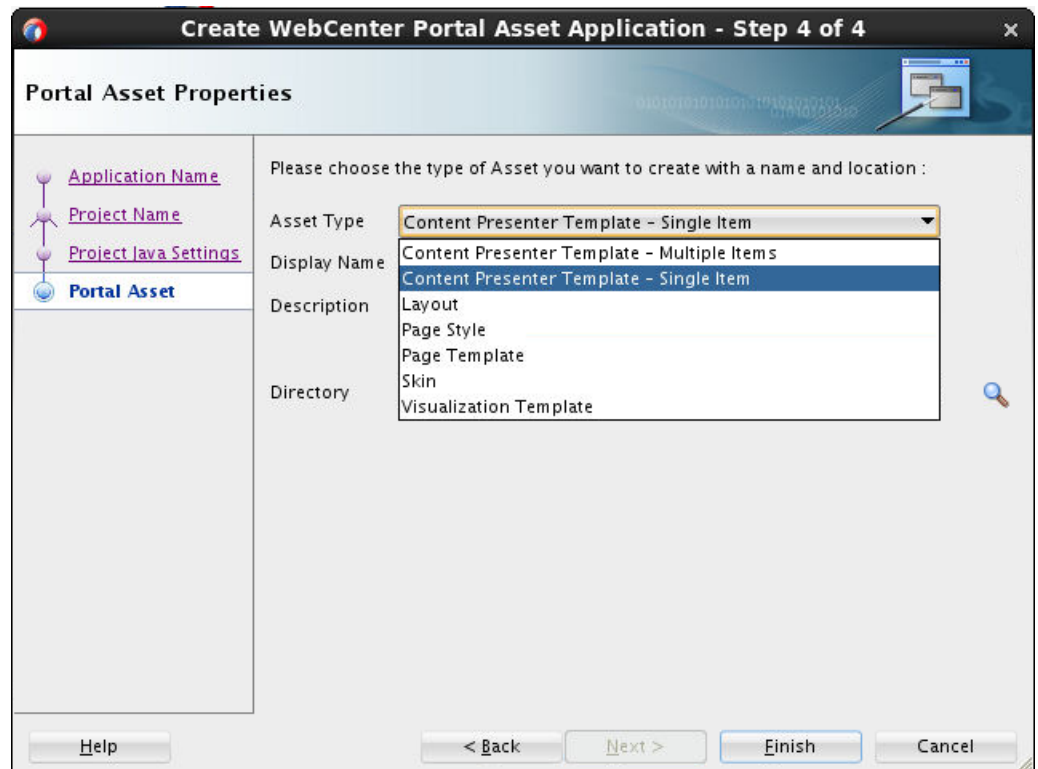 Create WebCenter Portal Asset Application - Step 4 of 4
Portal Asset Properties
Application Name
Project Name
Project Java Settings
Portal Asset
Please choose the type of Asset you want to create with a name and location :
Asset Type
Content Presenter Template - Single Item
Display Name
Content Presenter Template - Multiple Items
Content Presenter Template - Single Item
Description
Layout
Page Style
Page Template
Directory
Skin
Visualization Template
Help
< Back
Next >
Finish
Cancel